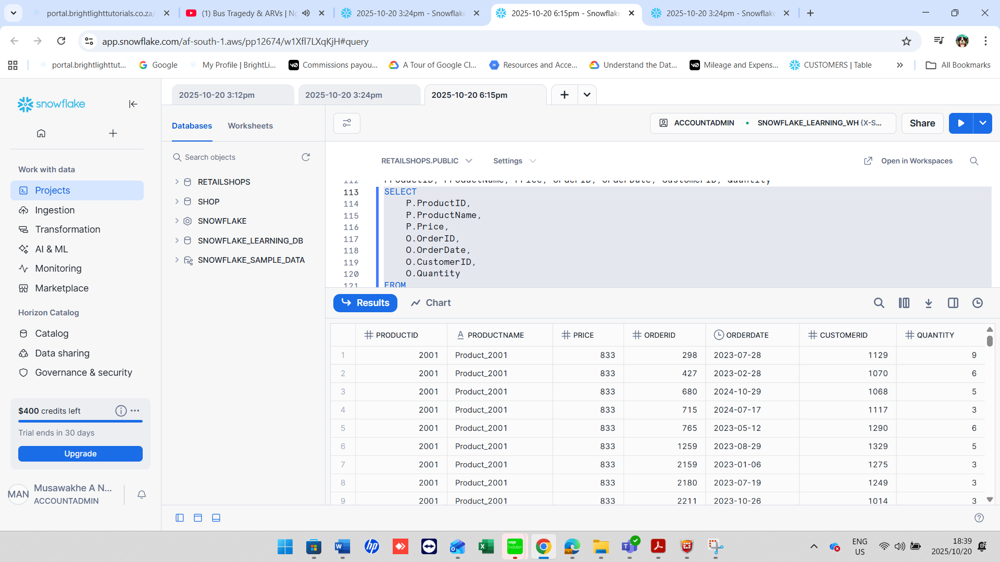 portal.brightlighttutorials.co.za/
(1) Bus Tragedy & ARVs | Ng
2025-10-20 3:24pm - Snowflake
2025-10-20 6:15pm - Snowflake
2025-10-20 3:24pm - Snowflake
app.snowflake.com/af-south-1.aws/pp12674/w1Xfl7LXqKjH#query
portal.brightlighttut...
Google
My Profile | BrightLi...
Commissions payou...
A Tour of Google Cl...
Resources and Acce...
Understand the Dat...
Mileage and Expens...
CUSTOMERS | Table
All Bookmarks
snowflake
2025-10-20 3:12pm
2025-10-20 3:24pm
2025-10-20 6:15pm
Databases
Worksheets
ACCOUNTADMIN
SNOWFLAKE_LEARNING_WH (X-S...
Share
Search objects
RETAILSHOPS.PUBLIC
Settings
Open in Workspaces
Work with data
Projects
Ingestion
Transformation
AI & ML
Monitoring
Marketplace
Horizon Catalog
Catalog
Data sharing
Governance & security
RETAILSHOPS
SHOP
SNOWFLAKE
SNOWFLAKE_LEARNING_DB
SNOWFLAKE_SAMPLE_DATA
112 ProductID, ProductName, Price, OrderID, OrderDate, CustomerID, Quantity
113 SELECT
114 P.ProductID,
115 P.ProductName,
116 P.Price,
117 O.OrderID,
118 O.OrderDate,
119 O.CustomerID,
120 O.Quantity
121 FROM
Results
Chart
PRODUCTID PRODUCTNAME PRICE ORDERID ORDERDATE CUSTOMERID QUANTITY
1 2001 Product_2001 833 298 2023-07-28 1129 9
2 2001 Product_2001 833 427 2023-02-28 1070 6
3 2001 Product_2001 833 680 2024-10-29 1068 5
4 2001 Product_2001 833 715 2024-07-17 1117 3
5 2001 Product_2001 833 765 2023-05-12 1290 6
6 2001 Product_2001 833 1259 2023-08-29 1329 5
7 2001 Product_2001 833 2159 2023-01-06 1275 3
8 2001 Product_2001 833 2180 2023-07-19 1249 3
9 2001 Product_2001 833 2211 2023-10-26 1014 3
$400 credits left
Trial ends in 30 days
Upgrade
MAN
Musawakhe A N...
ACCOUNTADMIN
sage
Evolution
ENG
US
18:39
2025/10/20